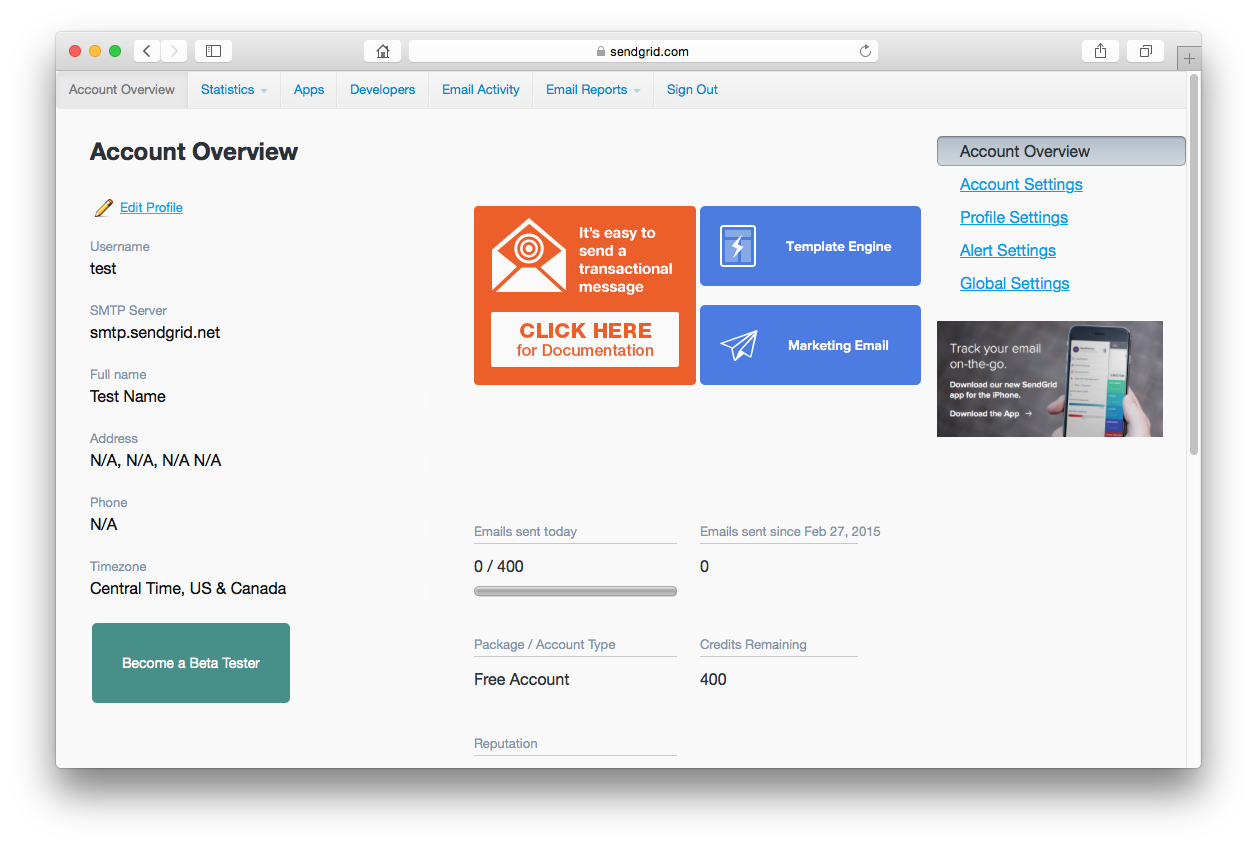 sendgrid.com
Account Overview
Statistics
Apps
Developers
Email Activity
Email Reports
Sign Out
Account Overview
Edit Profile
Username
test
SMTP Server
smtp.sendgrid.net
Full name
Test Name
Address
N/A, N/A, N/A N/A
Phone
N/A
Timezone
Central Time, US & Canada
Become a Beta Tester
It's easy to
send a
transactional
message
CLICK HERE
for Documentation
Template Engine
Marketing Email
Emails sent today
0 / 400
Emails sent since Feb 27, 2015
0
Package / Account Type
Free Account
Credits Remaining
400
Reputation
Account Overview
Account Settings
Profile Settings
Alert Settings
Global Settings
Track your email
on-the-go.
Download our new SendGrid
app for the iPhone.
Download the App →